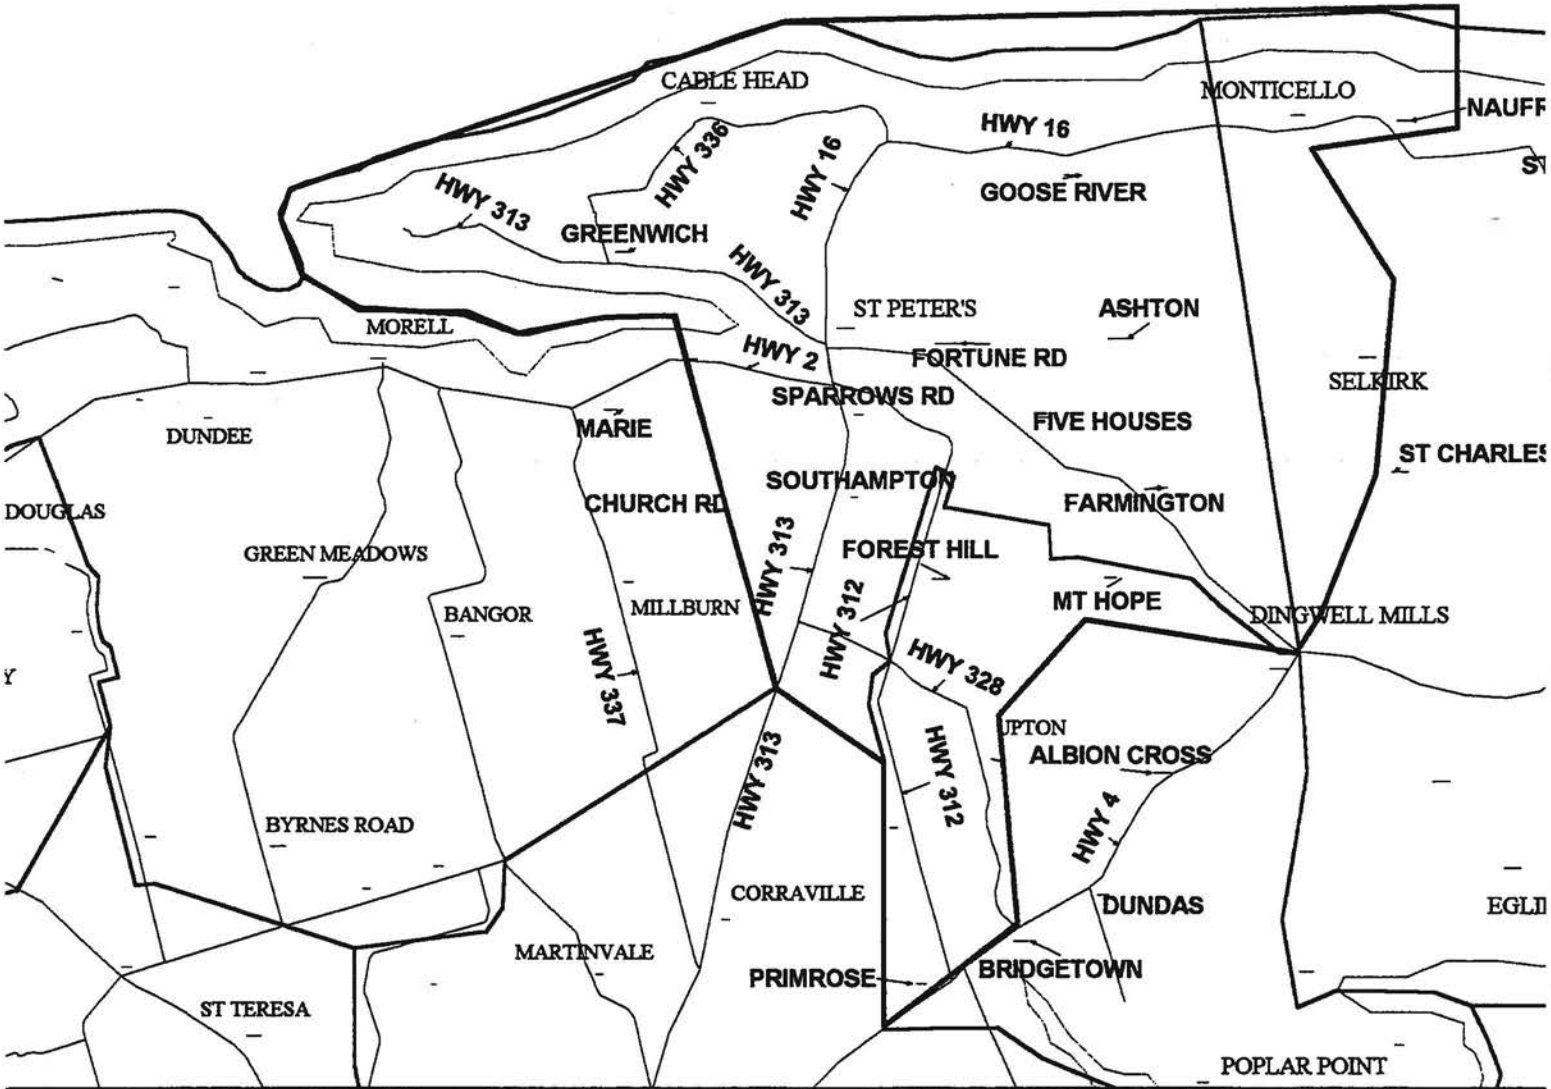 CABLE HEAD
MONTICELLO
NAUFR
HWY 336
HWY 16
HWY 16
HWY 313
GOOSE RIVER
GREENWICH
HWY 313
ST PETER'S
ASHTON
MORELL
HWY 2
FORTUNE RD
SELKIRK
SPARROWS RD
MARIE
FIVE HOUSES
DUNDEE
ST CHARLES
SOUTHAMPTON
CHURCH RD
FARMINGTON
DOUGLAS
GREEN MEADOWS
FOREST HILL
HWY 313
HWY 312
MT HOPE
BANGOR
MILLBURN
DINGWELL MILLS
Y
HWY 337
HWY 328
UPTON
ALBION CROSS
HWY 313
HWY 312
HWY 4
BYRNES ROAD
CORRAVILLE
DUNDAS
EGLI
MARTINVALE
PRIMROSE
BRIDGETOWN
ST TERESA
POPLAR POINT